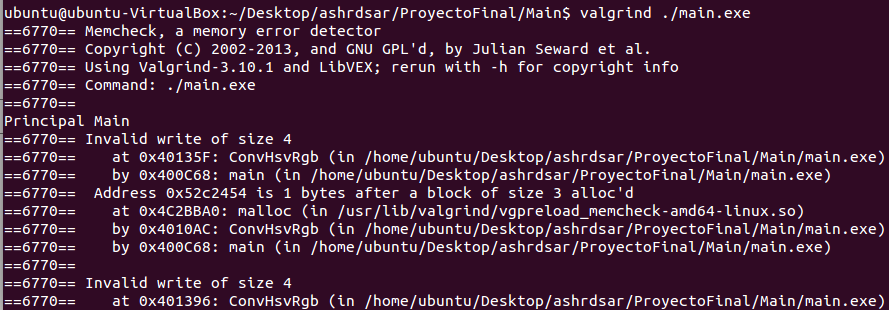 ubuntu@ubuntu-VirtualBox:~/Desktop/ashrdsar/ProyectoFinal/Main$ valgrind ./main.exe
==6770== Memcheck, a memory error detector
==6770== Copyright (C) 2002-2013, and GNU GPL'd, by Julian Seward et al.
==6770== Using Valgrind-3.10.1 and LibVEX; rerun with -h for copyright info
==6770== Command: ./main.exe
==6770==
Principal Main
==6770== Invalid write of size 4
==6770==    at 0x40135F: ConvHsvRgb (in /home/ubuntu/Desktop/ashrdsar/ProyectoFinal/Main/main.exe)
==6770==    by 0x400C68: main (in /home/ubuntu/Desktop/ashrdsar/ProyectoFinal/Main/main.exe)
==6770==  Address 0x52c2454 is 1 bytes after a block of size 3 alloc'd
==6770==    at 0x4C2BBA0: malloc (in /usr/lib/valgrind/vgpreload_memcheck-amd64-linux.so)
==6770==    by 0x4010AC: ConvHsvRgb (in /home/ubuntu/Desktop/ashrdsar/ProyectoFinal/Main/main.exe)
==6770==    by 0x400C68: main (in /home/ubuntu/Desktop/ashrdsar/ProyectoFinal/Main/main.exe)
==6770==
==6770== Invalid write of size 4
==6770==    at 0x401396: ConvHsvRgb (in /home/ubuntu/Desktop/ashrdsar/ProyectoFinal/Main/main.exe)